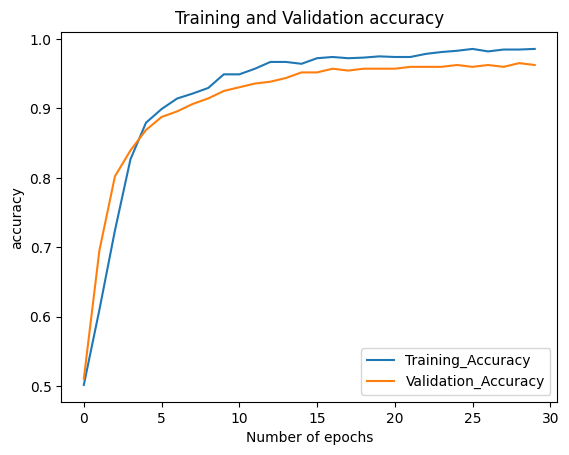 Training and Validation accuracy
1.0
0.9
0.8
0.7
0.6
0.5
accuracy
0 5 10 15 20 25 30
Number of epochs
Training_Accuracy
Validation_Accuracy